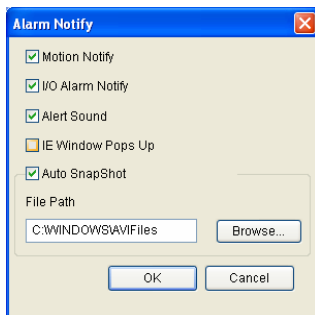 Alarm Notify
Motion Notify
I/O Alarm Notify
Alert Sound
IE Window Pops Up
Auto SnapShot
File Path
C:\WINDOWS\AVIFiles
Browse...
OK
Cancel